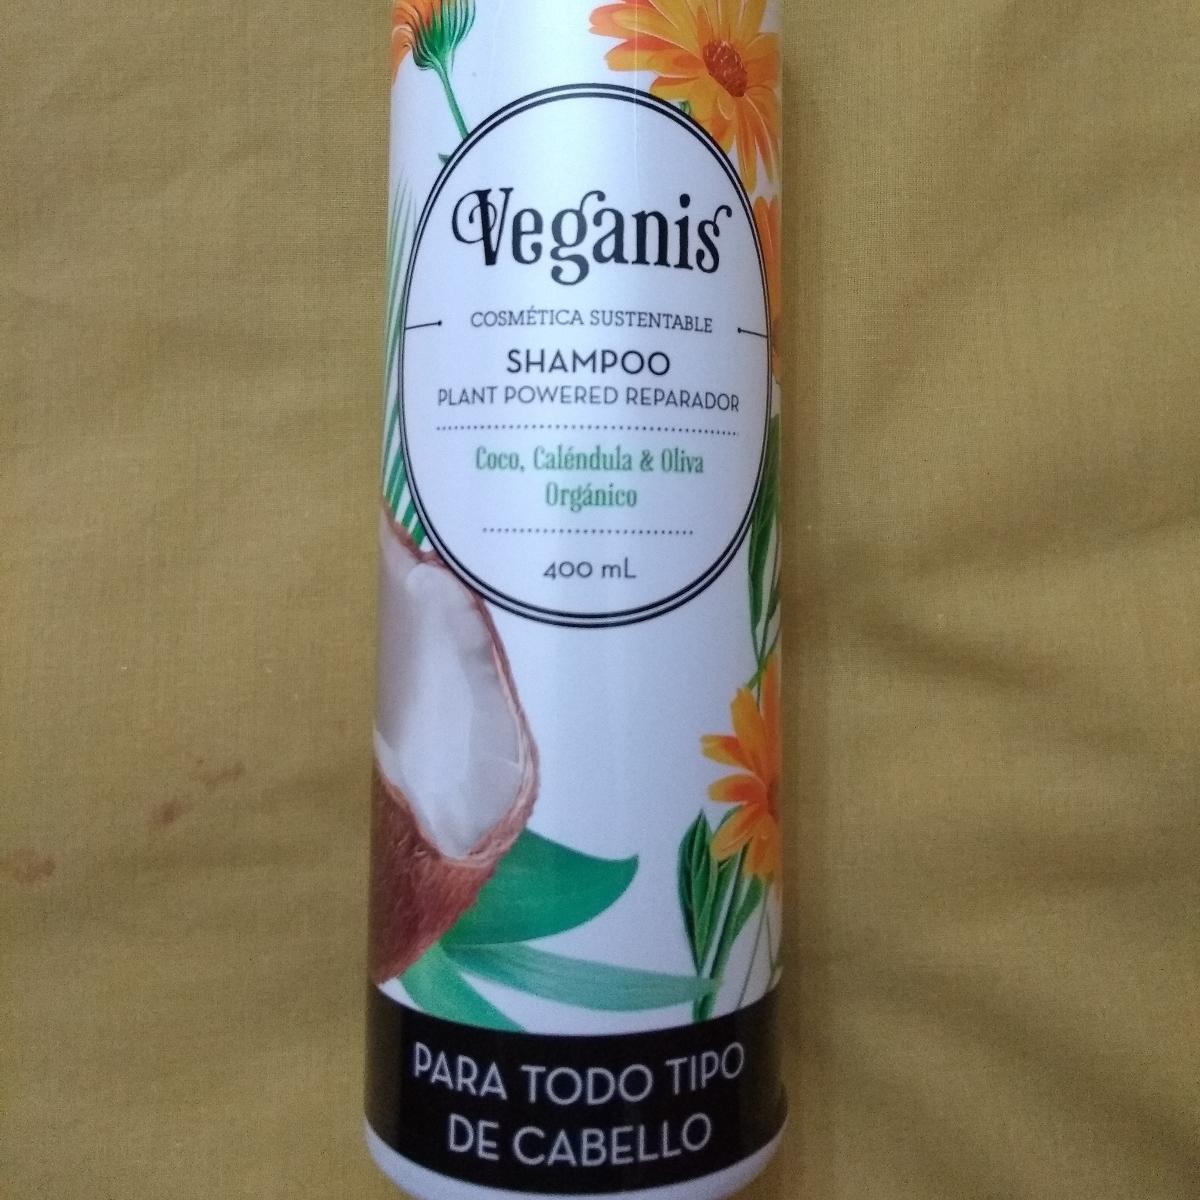 Veganis
COSMÉTICA SUSTENTABLE
SHAMPOO
PLANT POWERED REPARADOR
Coco, Caléndula & Oliva
Orgánico
400 mL
PARA TODO TIPO
DE CABELLO